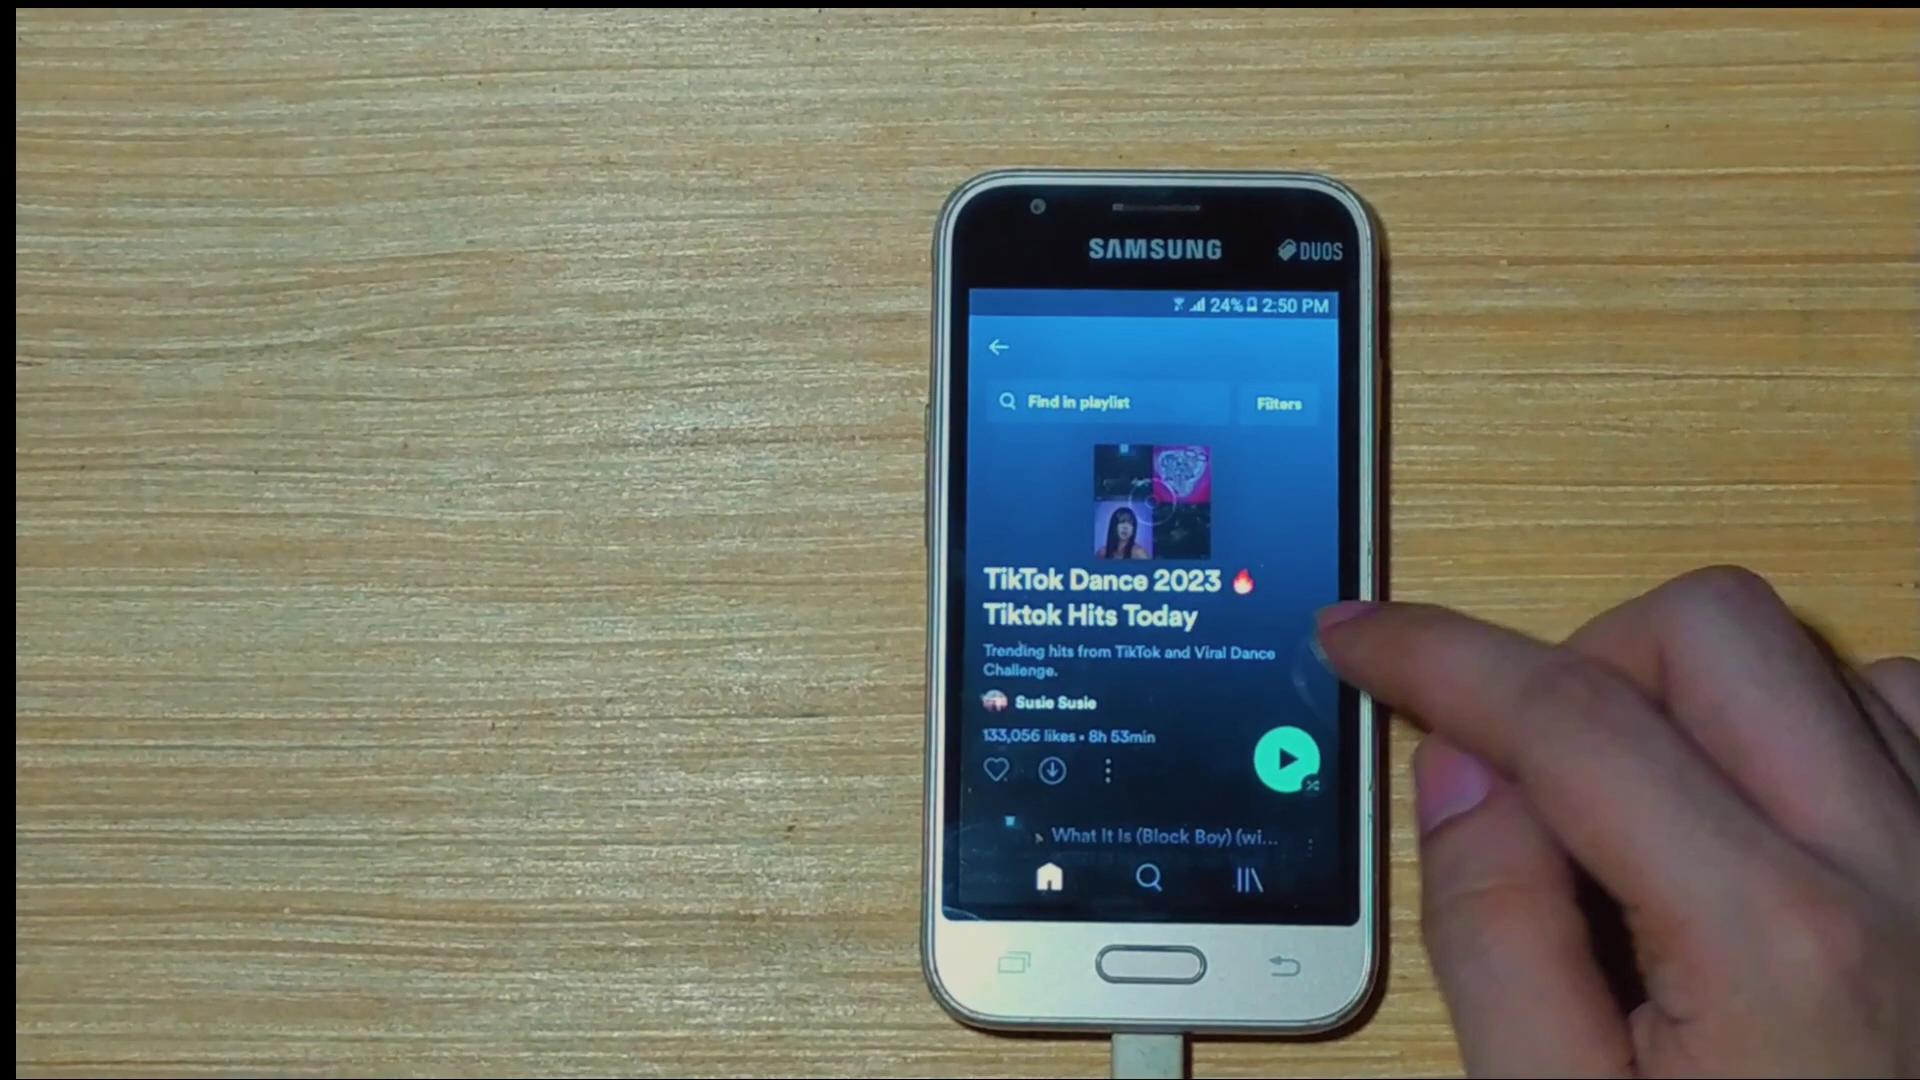 SAMSUNG
DUOS
24% 2:50 PM
Find in playlist
Filters
TikTok Dance 2023 🔥
Tiktok Hits Today
Trending hits from TikTok and Viral Dance
Challenge.
Susie Susie
133,056 likes • 8h 53min
What It Is (Block Boy) (wi...